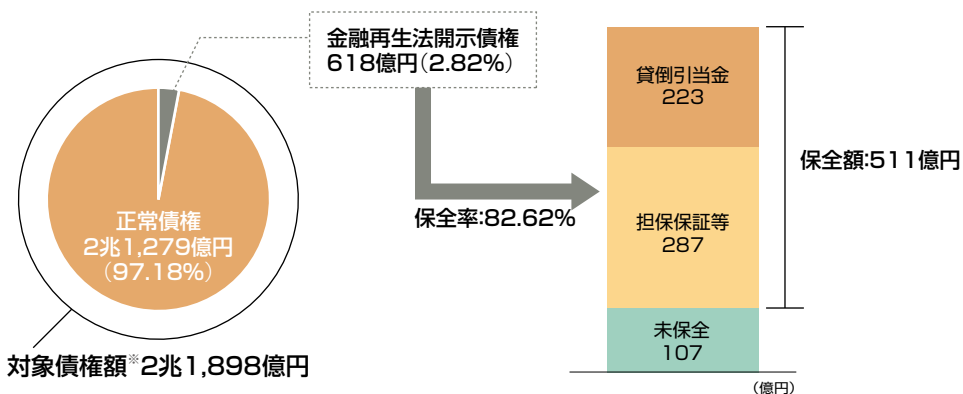 金融再生法開示債権
618億円(2.82%)
正常債権
2兆1,279億円
(97.18%)
対象債権額※2兆1,898億円
保全率:82.62%
貸倒引当金
223
担保保証等
287
未保全
107
保全額:511億円
(億円)